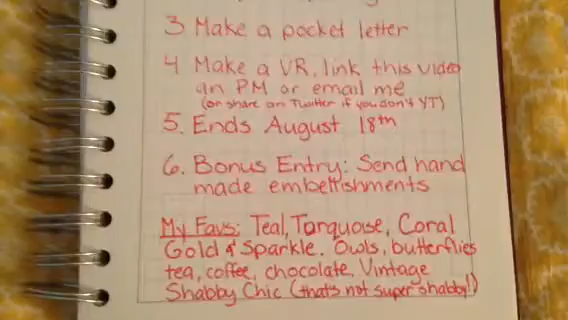 3 Make a pocket letter
4 Make a VR, link this video
an PM or email me
(or share on Twitter if you don't YT)
5. Ends August 18th
6. Bonus Entry: Send hand
made embellishments
My Favs: Teal, Torquoise, Coral
Gold & Sparkle. Owls, butterflies
tea, coffee, chocolate, Vintage
Shabby Chic (that's not super shabby!)